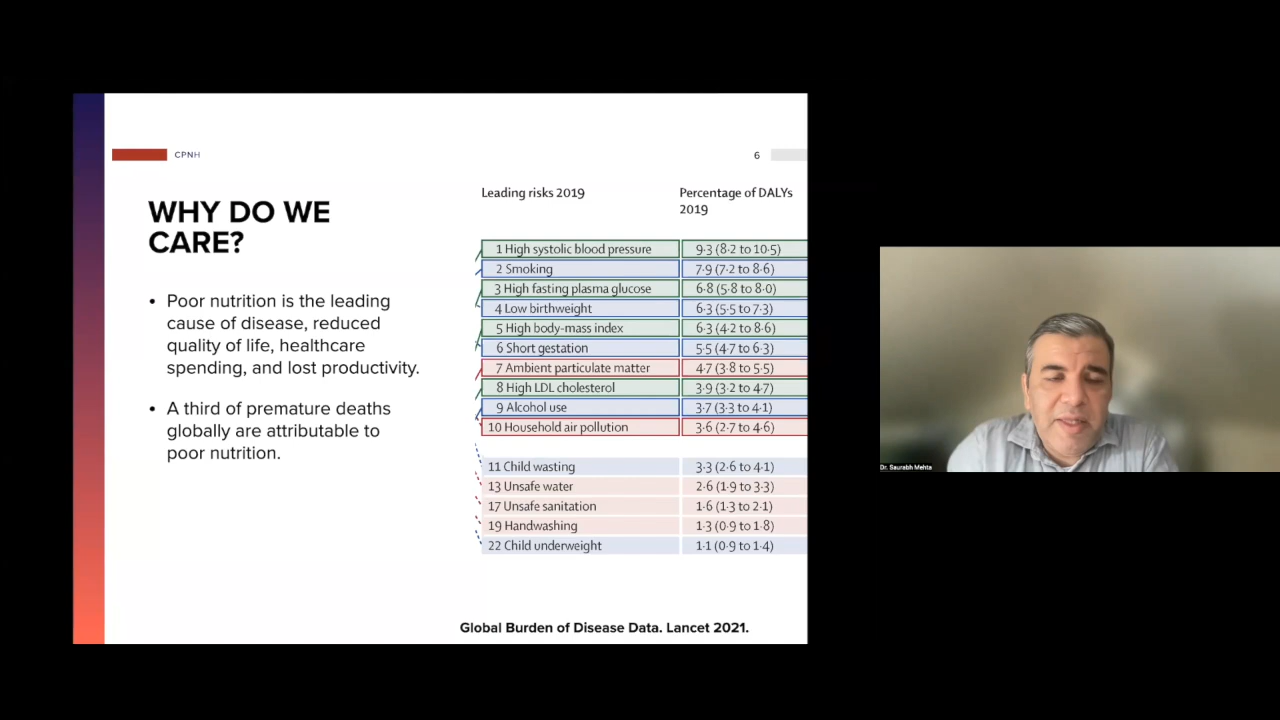 CPNH
6
WHY DO WE
CARE?
• Poor nutrition is the leading
cause of disease, reduced
quality of life, healthcare
spending, and lost productivity.
• A third of premature deaths
globally are attributable to
poor nutrition.
Leading risks 2019 Percentage of DALYs
2019
1 High systolic blood pressure 9·3 (8·2 to 10·5)
2 Smoking 7·9 (7·2 to 8·6)
3 High fasting plasma glucose 6·8 (5·8 to 8·0)
4 Low birthweight 6·3 (5·5 to 7·3)
5 High body-mass index 6·3 (4·2 to 8·6)
6 Short gestation 5·5 (4·7 to 6·3)
7 Ambient particulate matter 4·7 (3·8 to 5·5)
8 High LDL cholesterol 3·9 (3·2 to 4·7)
9 Alcohol use 3·7 (3·3 to 4·1)
10 Household air pollution 3·6 (2·7 to 4·6)
11 Child wasting 3·3 (2·6 to 4·1)
13 Unsafe water 2·6 (1·9 to 3·3)
17 Unsafe sanitation 1·6 (1·3 to 2·1)
19 Handwashing 1·3 (0·9 to 1·8)
22 Child underweight 1·1 (0·9 to 1·4)
Global Burden of Disease Data. Lancet 2021.
Dr. Saurabh Mehta